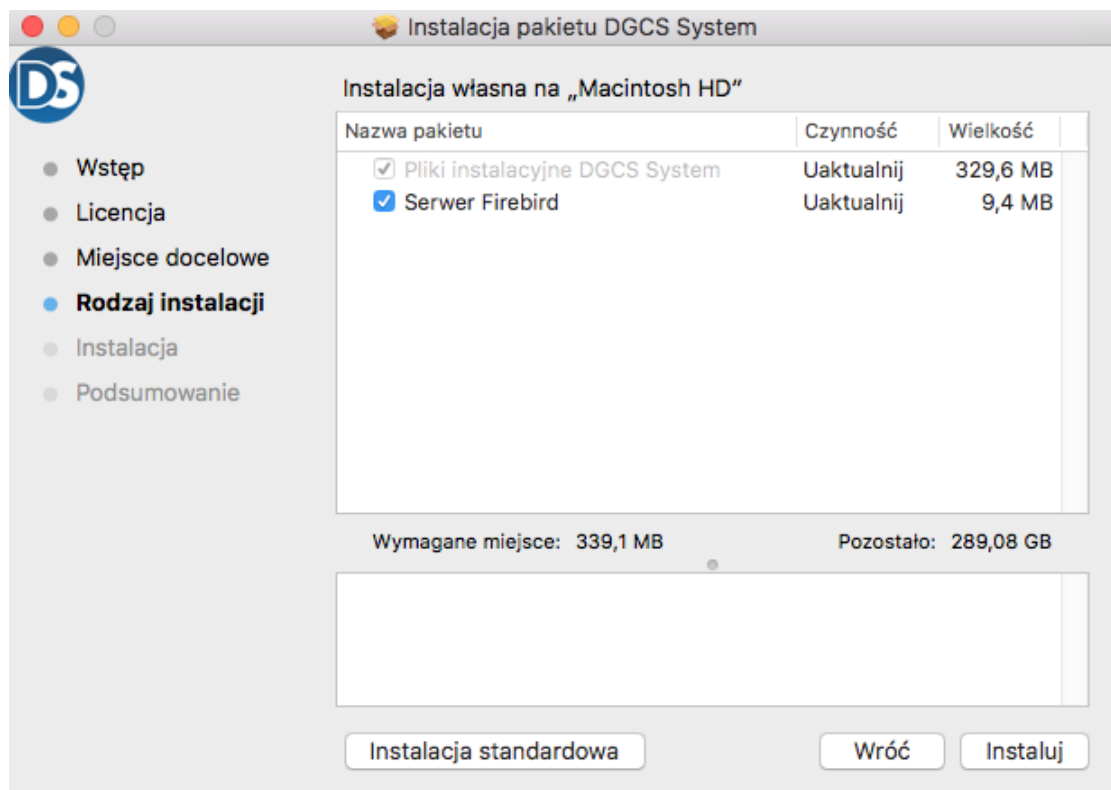 Instalacja pakietu DGCS System
DS
Instalacja własna na „Macintosh HD”
Nazwa pakietu Czynność Wielkość
Pliki instalacyjne DGCS System Uaktualnij 329,6 MB
Serwer Firebird Uaktualnij 9,4 MB
Wstęp
Licencja
Miejsce docelowe
Rodzaj instalacji
Instalacja
Podsumowanie
Wymagane miejsce: 339,1 MB Pozostało: 289,08 GB
Instalacja standardowa Wróć Instaluj